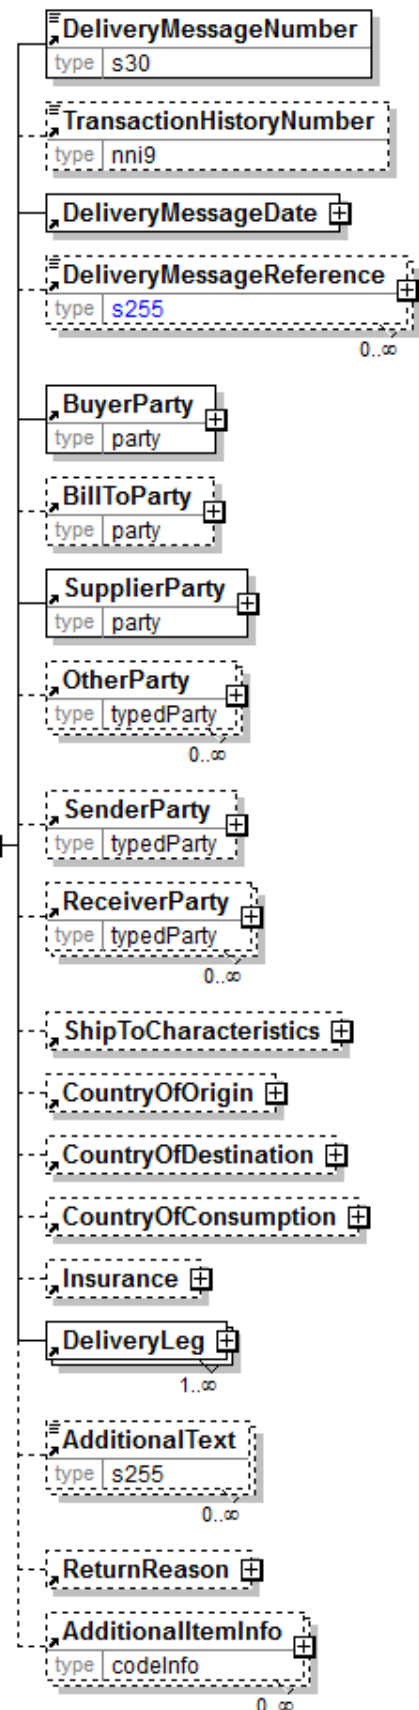 DeliveryMessageNumber
type s30
TransactionHistoryNumber
type nni9
DeliveryMessageDate
DeliveryMessageReference
type s255
0..∞
BuyerParty
type party
BillToParty
type party
SupplierParty
type party
OtherParty
type typedParty
0..∞
SenderParty
type typedParty
ReceiverParty
type typedParty
0..∞
ShipToCharacteristics
CountryOfOrigin
CountryOfDestination
CountryOfConsumption
Insurance
DeliveryLeg
1..∞
AdditionalText
type s255
0..∞
ReturnReason
AdditionalItemInfo
type codeInfo
0..∞